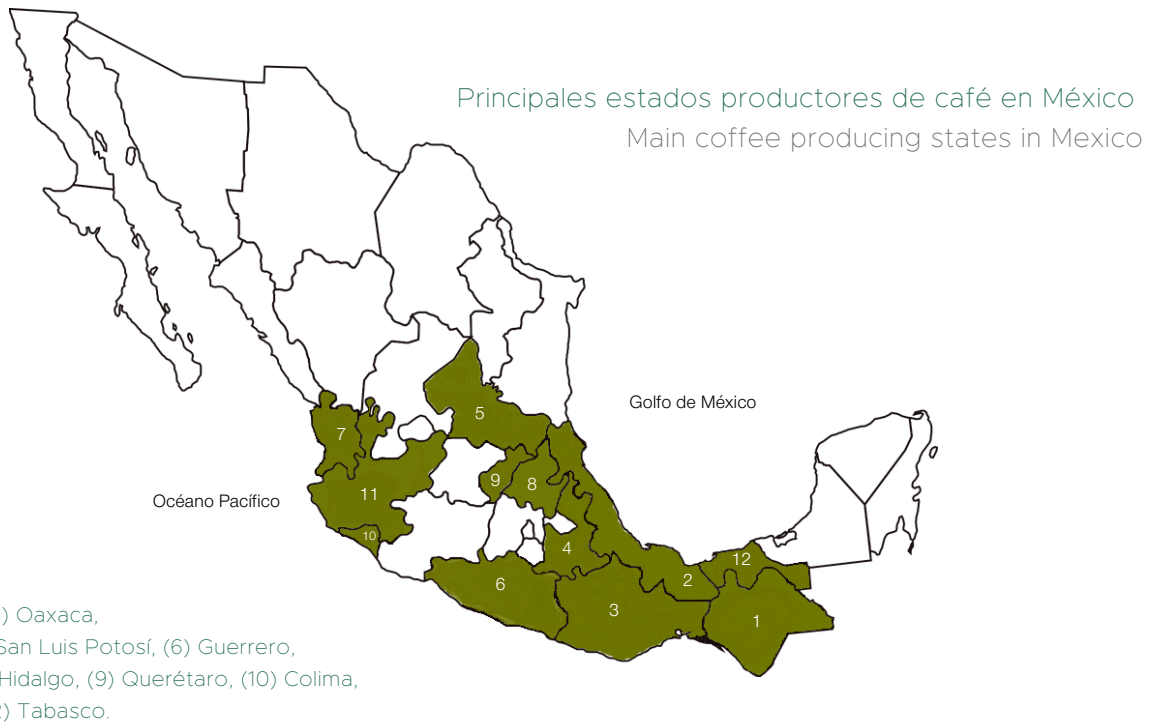 Principales estados productores de café en México
Main coffee producing states in Mexico
Golfo de México
Océano Pacífico
5
7
9
8
11
10
4
12
2
6
3
1
) Oaxaca,
San Luis Potosí, (6) Guerrero,
Hidalgo, (9) Querétaro, (10) Colima,
) Tabasco.